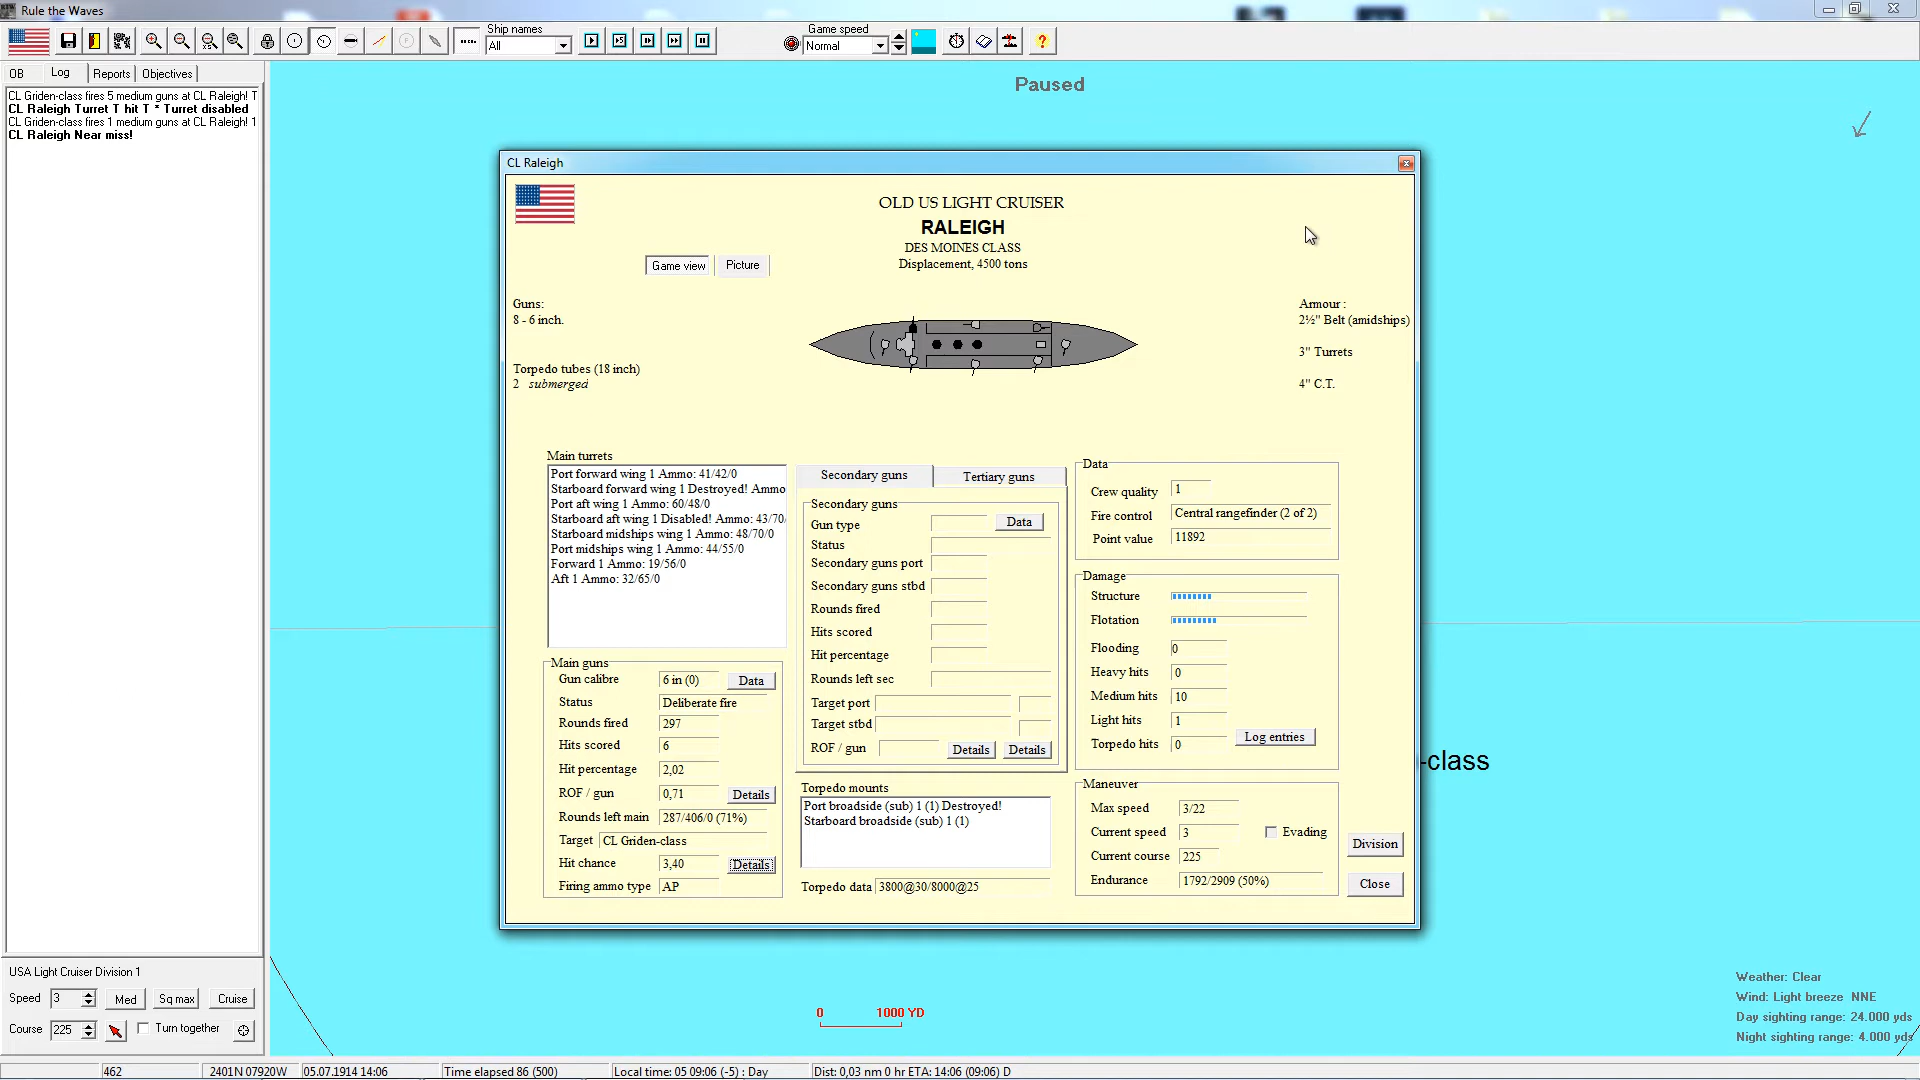 Rule the Waves
Ship names
All
Game speed
Normal
?
OB
Log
Reports
Objectives
CL Griden-class fires 5 medium guns at CL Raleigh! T
CL Raleigh Turret T hit T * Turret disabled
CL Griden-class fires 1 medium guns at CL Raleigh! 1
CL Raleigh Near miss!
Paused
CL Raleigh
OLD US LIGHT CRUISER
RALEIGH
DES MOINES CLASS
Displacement, 4500 tons
Game view
Picture
Guns:
8 - 6 inch.
Torpedo tubes (18 inch)
2 submerged
Armour :
2½" Belt (amidships)
3" Turrets
4" C.T.
Main turrets
Port forward wing 1 Ammo: 41/42/0
Starboard forward wing 1 Destroyed! Ammo
Port aft wing 1 Ammo: 60/48/0
Starboard aft wing 1 Disabled! Ammo: 43/70/
Starboard midships wing 1 Ammo: 48/70/0
Port midships wing 1 Ammo: 44/55/0
Forward 1 Ammo: 19/56/0
Aft 1 Ammo: 32/65/0
Main guns
Gun calibre 6 in (0) Data
Status Deliberate fire
Rounds fired 297
Hits scored 6
Hit percentage 2,02
ROF / gun 0,71 Details
Rounds left main 287/406/0 (71%)
Target CL Griden-class
Hit chance 3,40 Details
Firing ammo type AP
Secondary guns
Tertiary guns
Secondary guns
Gun type Data
Status
Secondary guns port
Secondary guns stbd
Rounds fired
Hits scored
Hit percentage
Rounds left sec
Target port
Target stbd
ROF / gun Details Details
Torpedo mounts
Port broadside (sub) 1 (1) Destroyed!
Starboard broadside (sub) 1 (1)
Torpedo data 3800@30/8000@25
Data
Crew quality 1
Fire control Central rangefinder (2 of 2)
Point value 11892
Damage
Structure
Flotation
Flooding 0
Heavy hits 0
Medium hits 10
Light hits 1
Torpedo hits 0 Log entries
Maneuver
Max speed 3/22
Current speed 3 Evading
Current course 225
Endurance 1792/2909 (50%)
Division
Close
-class
USA Light Cruiser Division 1
Speed 3 Med Sq max Cruise
Course 225 Turn together
0 1000 YD
Weather: Clear
Wind: Light breeze NNE
Day sighting range: 24.000 yds
Night sighting range: 4.000 yds
462 2401N 07920W 05.07.1914 14:06 Time elapsed 86 (500) Local time: 05 09:06 (-5) : Day Dist: 0,03 nm 0 hr ETA: 14:06 (09:06) D